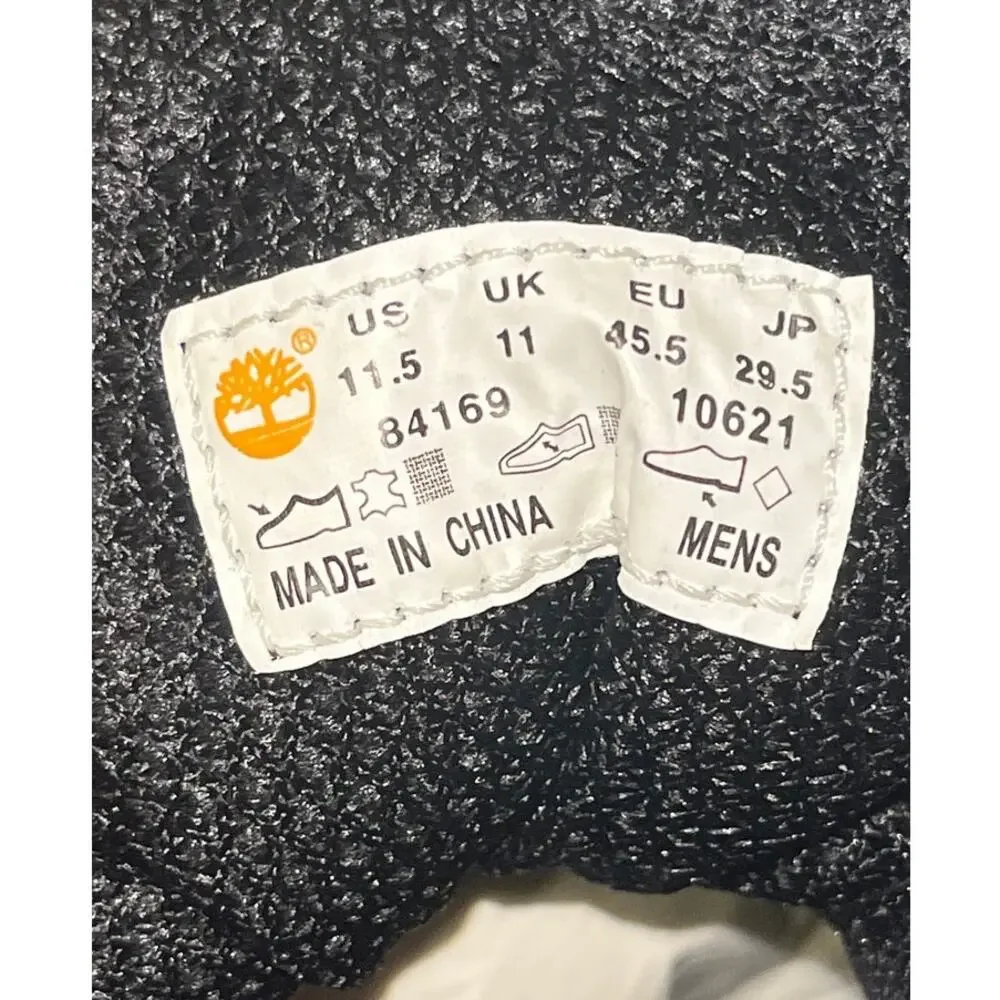 ® US UK EU JP
11.5 11 45.5 29.5
84169 10621
MADE IN CHINA MENS